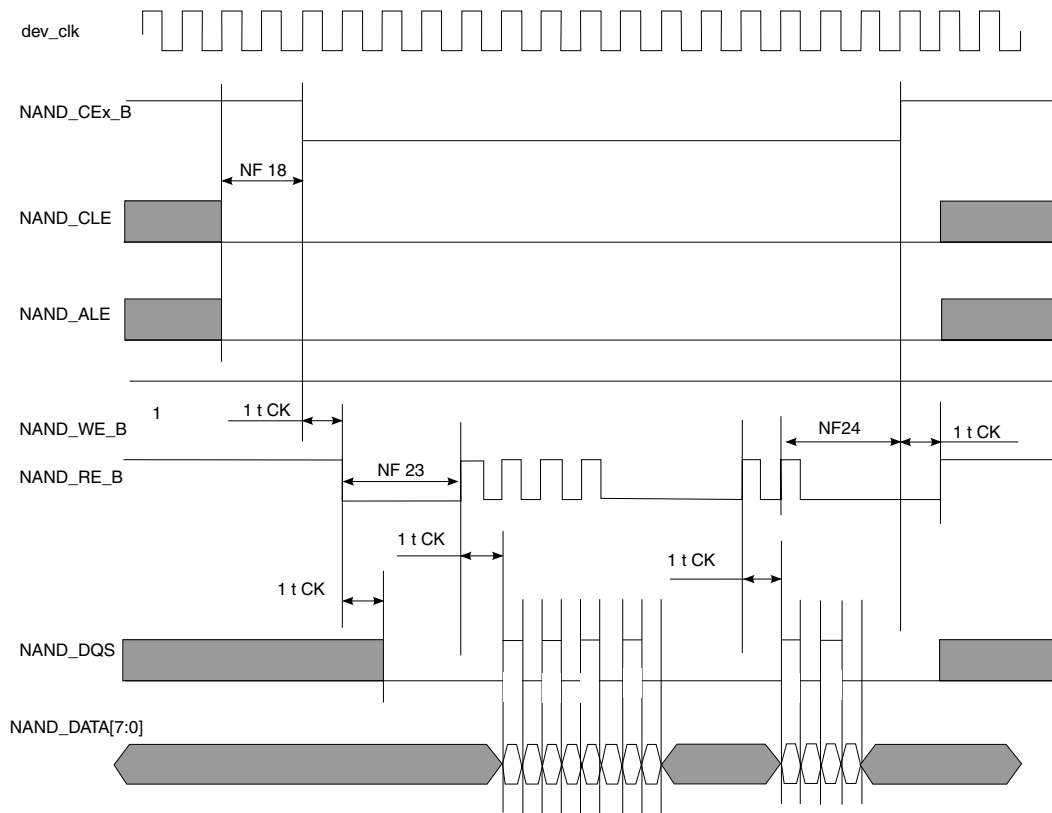 dev_clk
NAND_CEx_B
NF 18
NAND_CLE
NAND_ALE
1
1 t CK
NAND_WE_B
NF24
1 t CK
NF 23
NAND_RE_B
1 t CK
1 t CK
1 t CK
NAND_DQS
NAND_DATA[7:0]